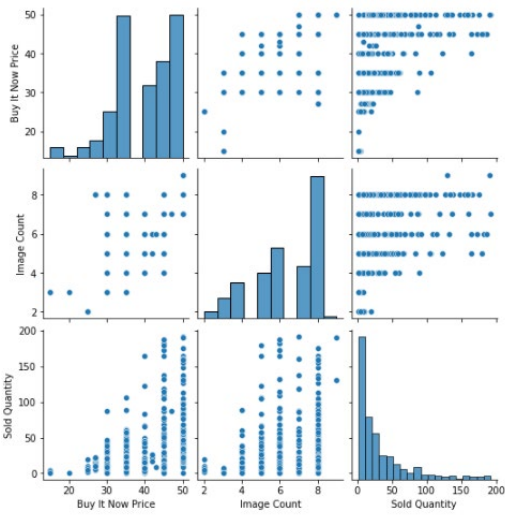 Buy It Now Price
50
40
30
20
Image Count
8
6
4
2
Sold Quantity
200
150
100
50
0
20 30 40 50
2 4 6 8
0 50 100 150 200
Buy It Now Price
Image Count
Sold Quantity